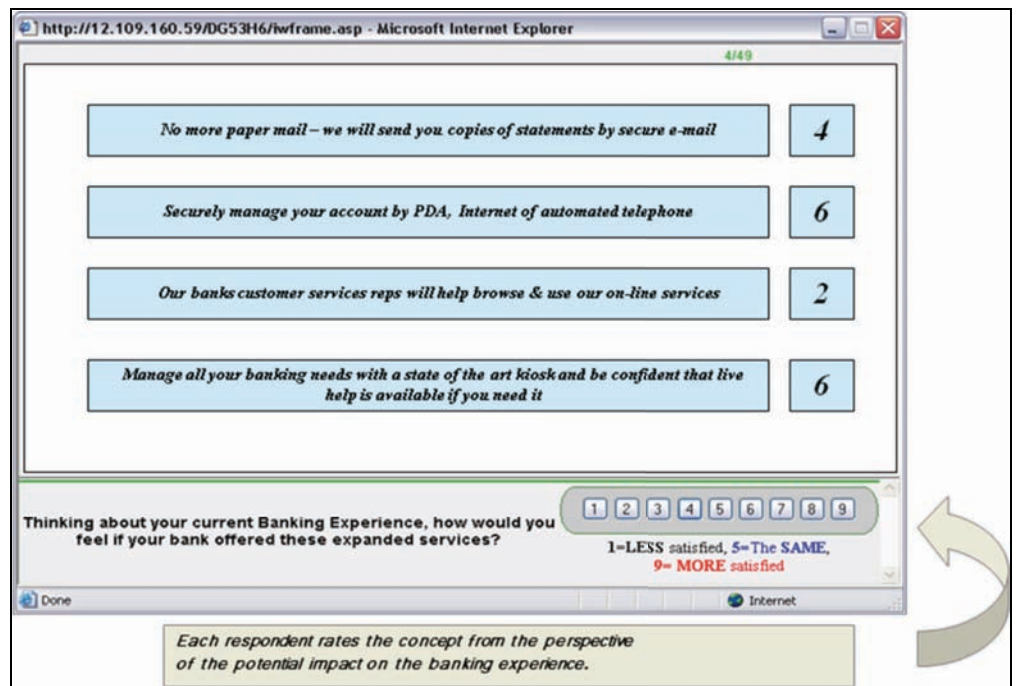 http://12.109.160.59/DG53H6/iwframe.asp - Microsoft Internet Explorer
4/49
No more paper mail – we will send you copies of statements by secure e-mail
4
Securely manage your account by PDA, Internet of automated telephone
6
Our banks customer services reps will help browse & use our on-line services
2
Manage all your banking needs with a state of the art kiosk and be confident that live
help is available if you need it
6
Thinking about your current Banking Experience, how would you
feel if your bank offered these expanded services?
1 2 3 4 5 6 7 8 9
1=LESS satisfied, 5=The SAME,
9= MORE satisfied
Done
Internet
Each respondent rates the concept from the perspective
of the potential impact on the banking experience.